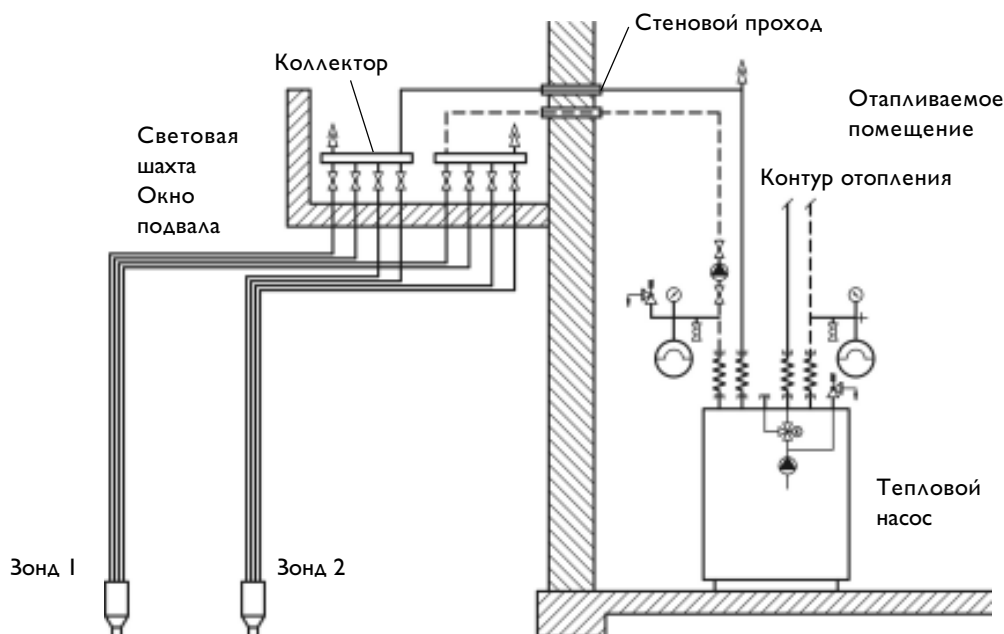 Стеновой проход
Коллектор
Отапливаемое
помещение
Световая
шахта
Окно
подвала
Контур отопления
Тепловой
насос
Зонд 1
Зонд 2